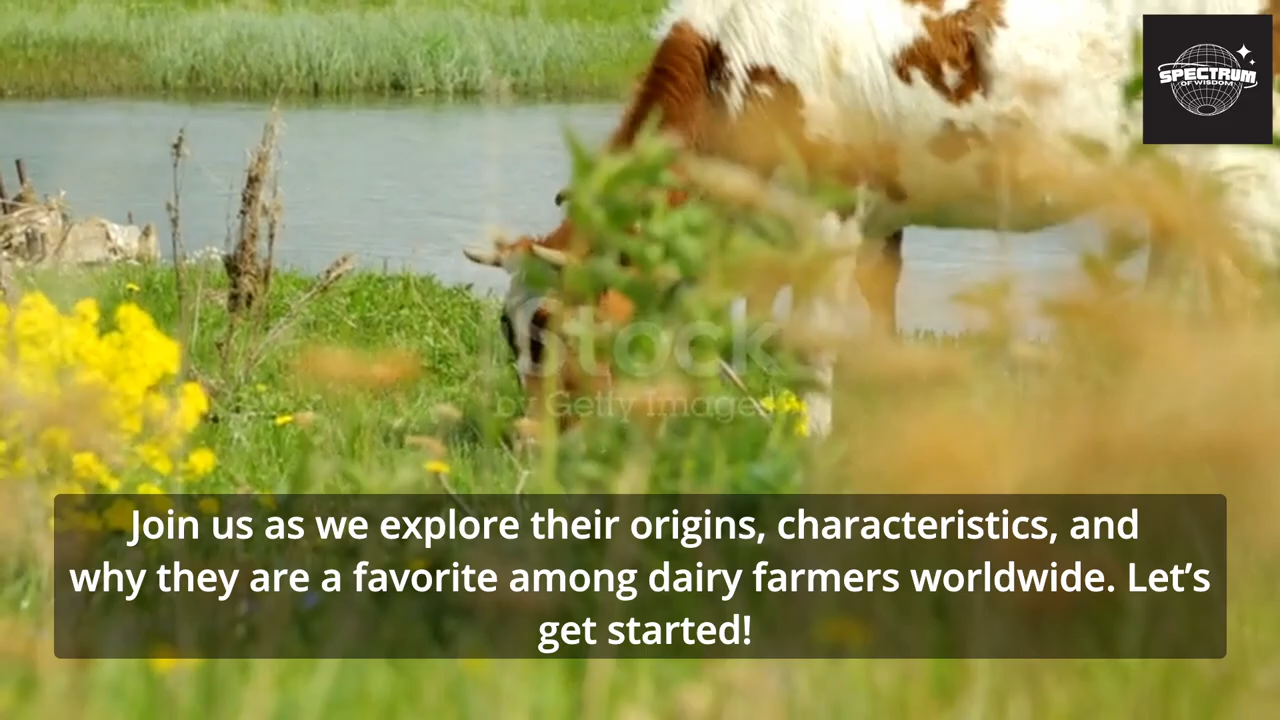 SPECTRUM
OF WISDOM
iStock
by Getty Images
Join us as we explore their origins, characteristics, and
why they are a favorite among dairy farmers worldwide. Let’s
get started!